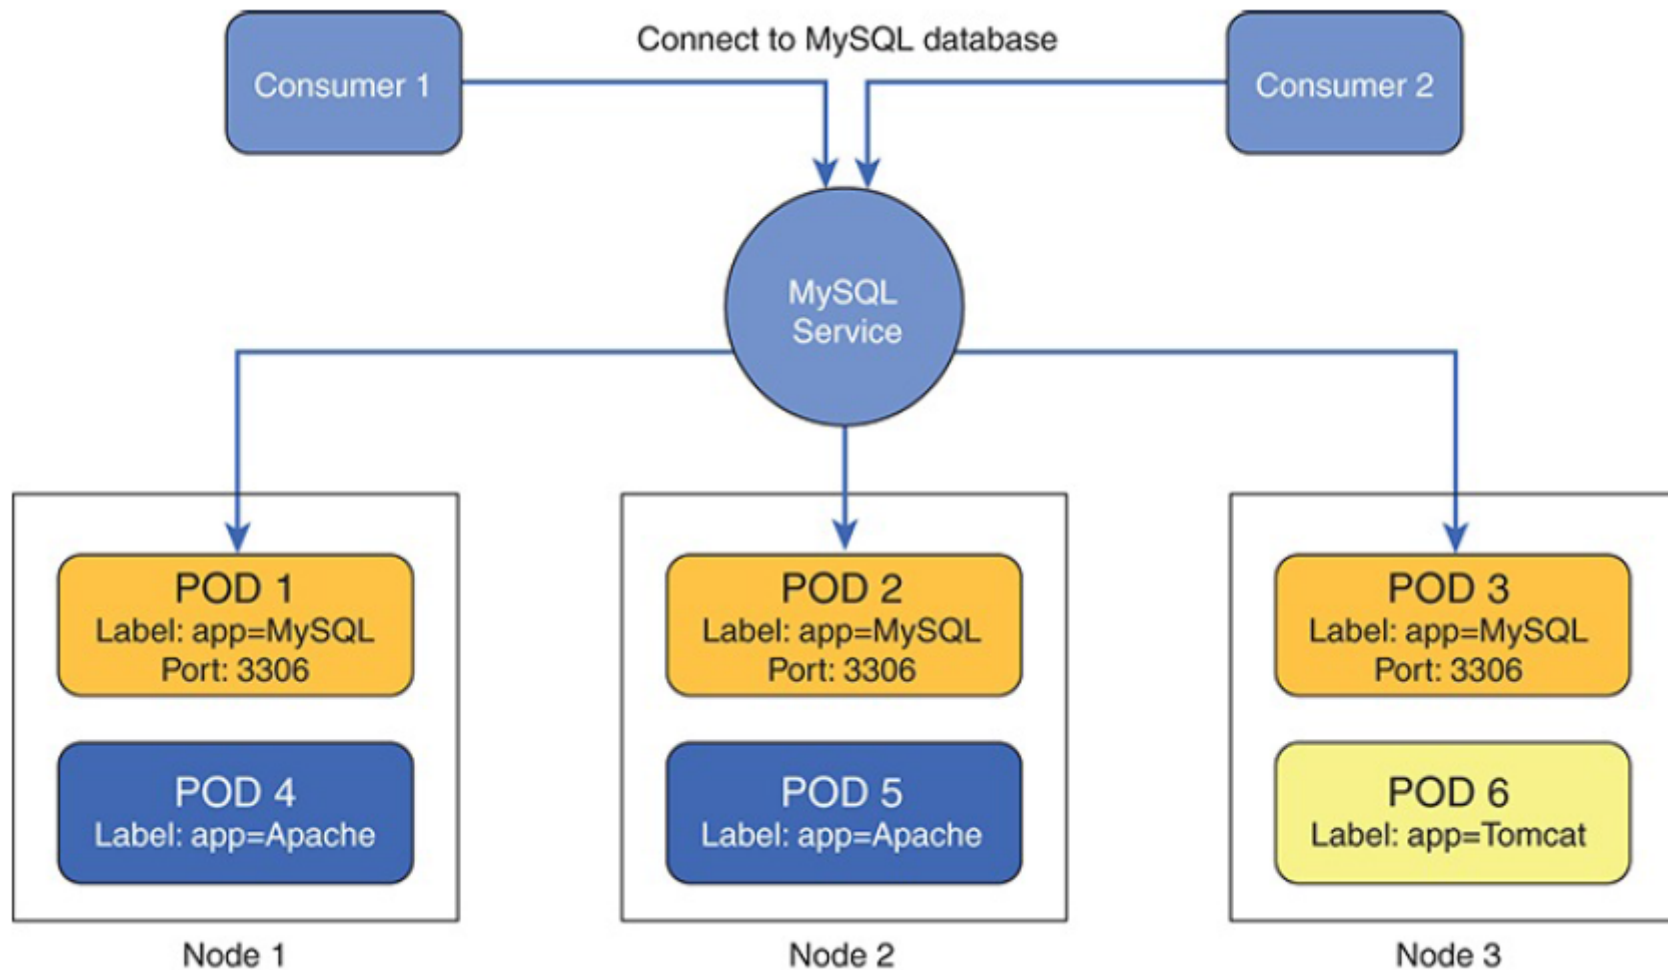 Connect to MySQL database
Consumer 1
Consumer 2
MySQL
Service
POD 1
Label: app=MySQL
Port: 3306
POD 2
Label: app=MySQL
Port: 3306
POD 3
Label: app=MySQL
Port: 3306
POD 4
Label: app=Apache
POD 5
Label: app=Apache
POD 6
Label: app=Tomcat
Node 1
Node 2
Node 3